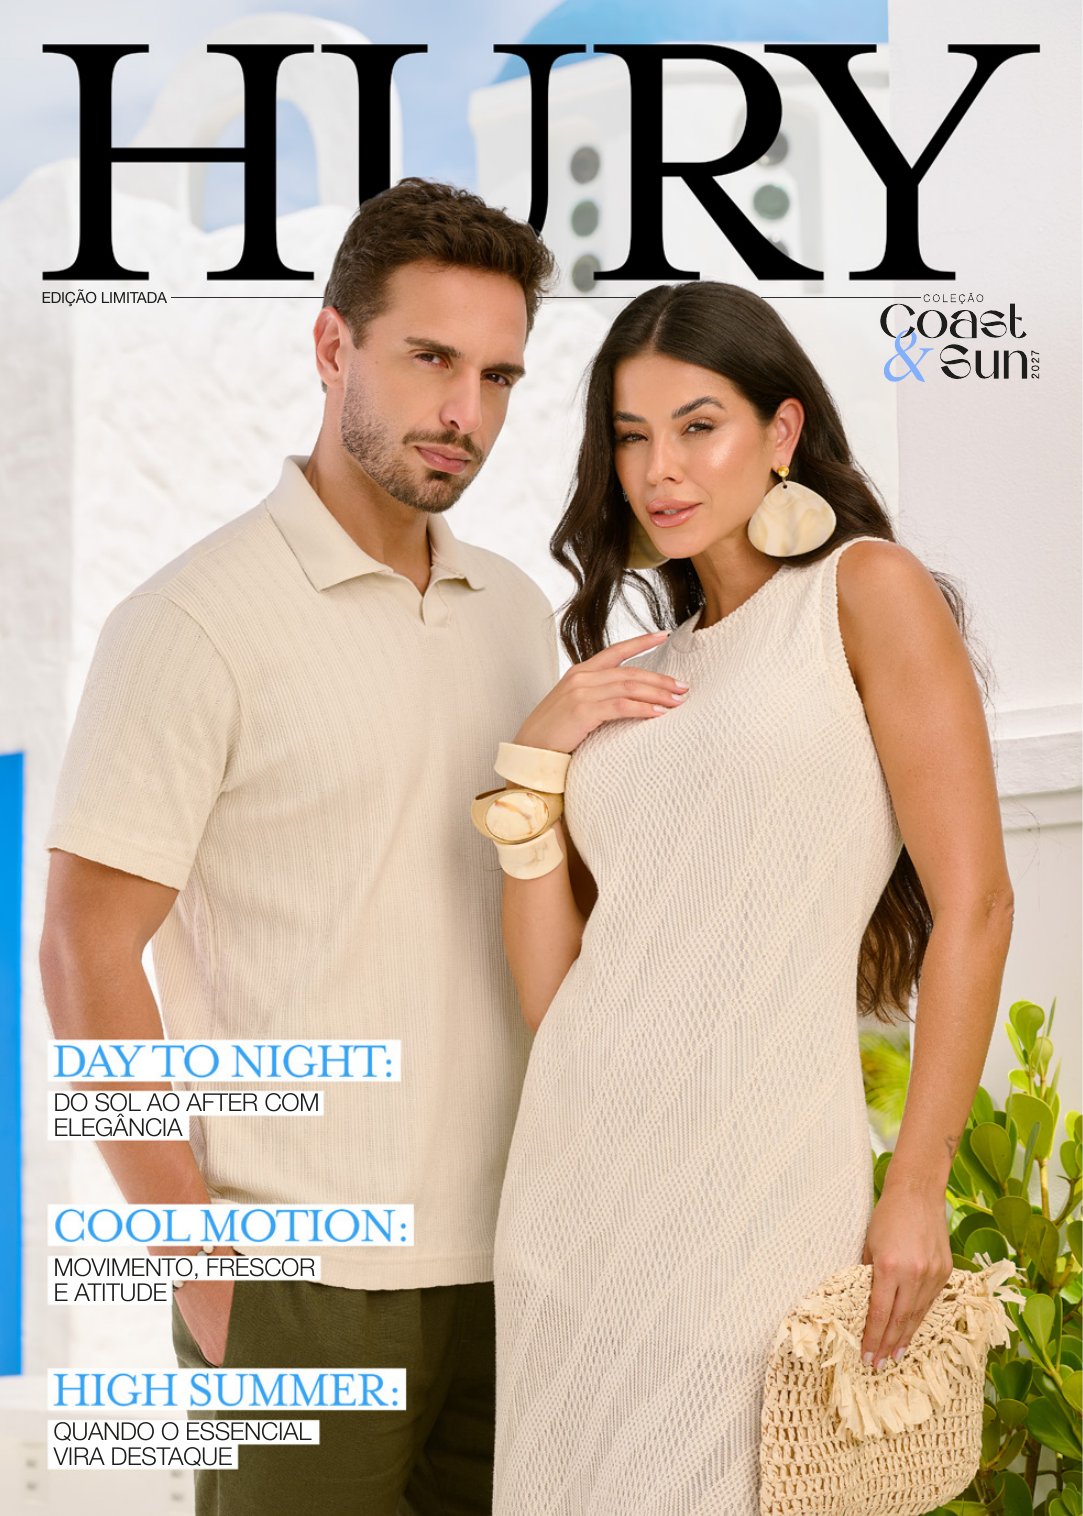 HURY
EDIÇÃO LIMITADA
COLEÇÃO
Coast
& Sun
2027
DAY TO NIGHT:
DO SOL AO AFTER COM
ELEGÂNCIA
COOL MOTION:
MOVIMENTO, FRESCOR
E ATITUDE
HIGH SUMMER:
QUANDO O ESSENCIAL
VIRA DESTAQUE